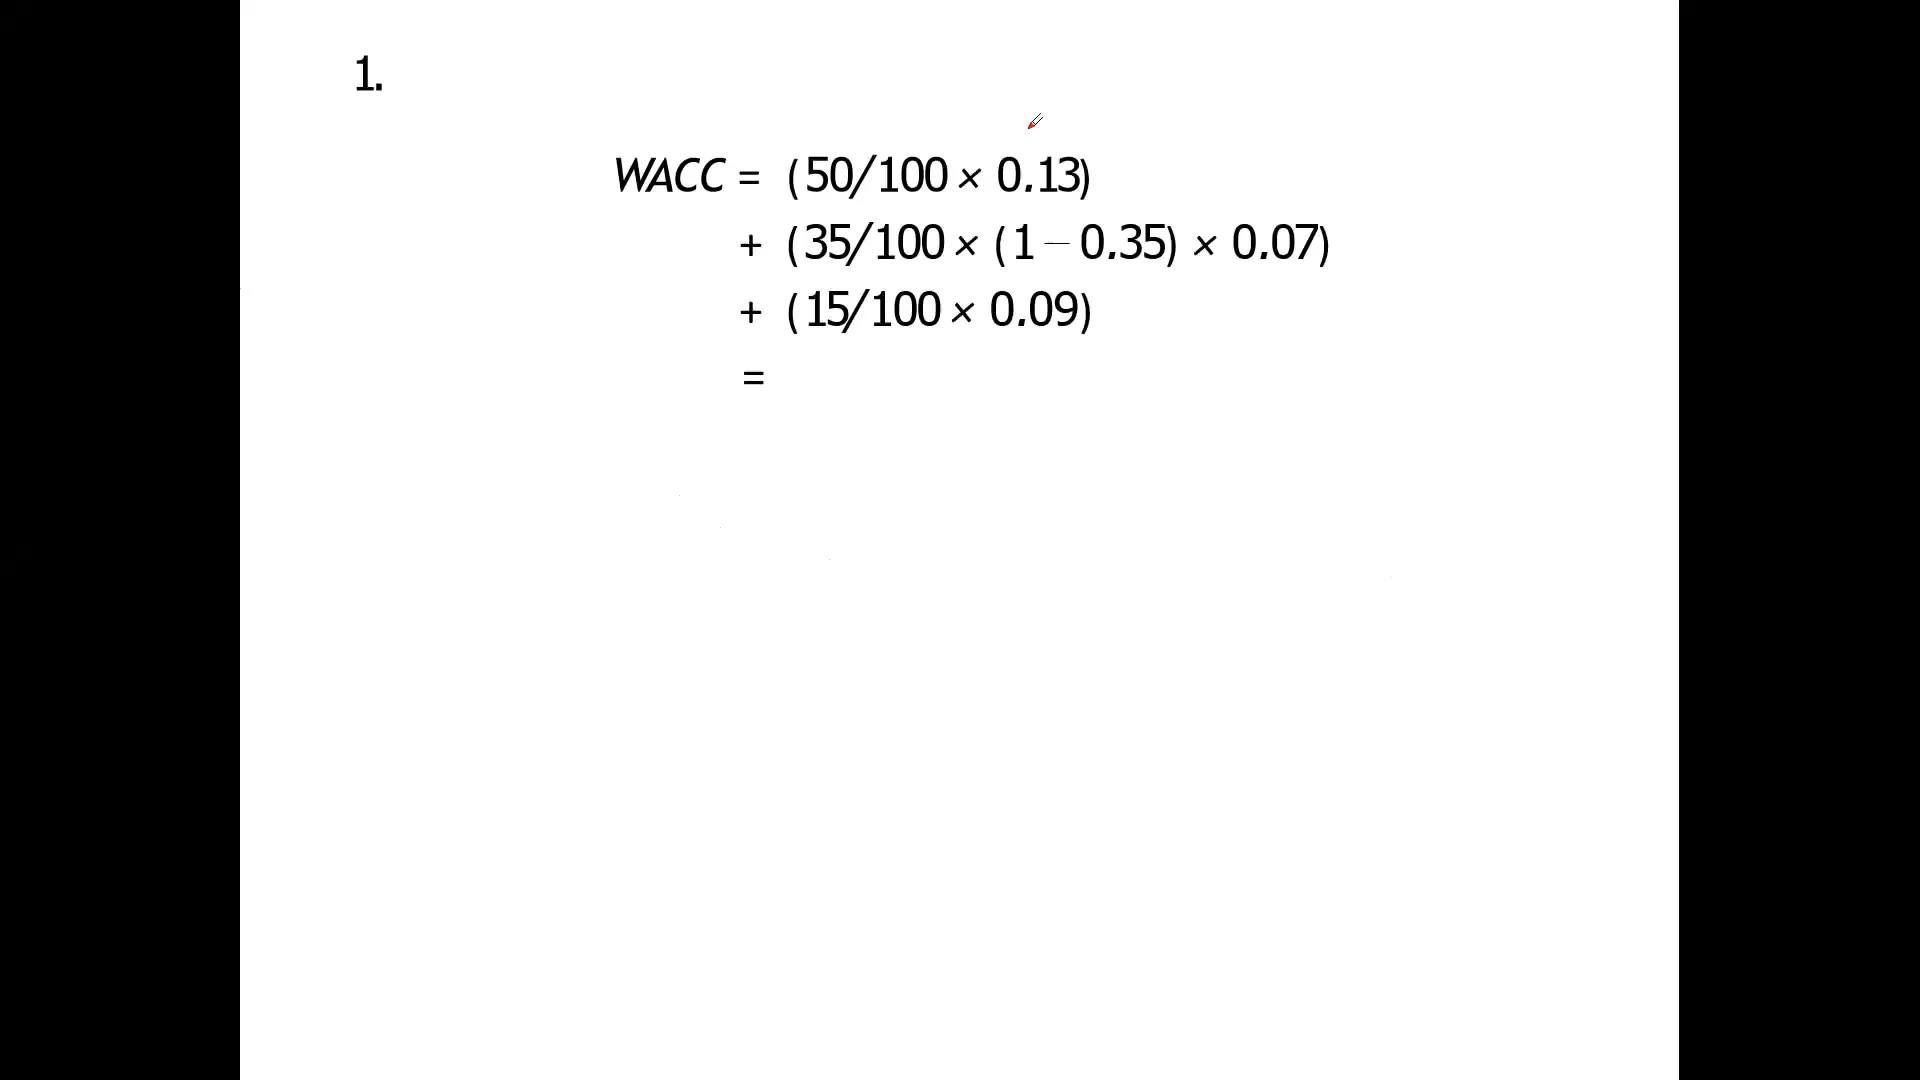 1.
WACC = (50/100 × 0.13)
+ (35/100 × (1 – 0.35) × 0.07)
+ (15/100 × 0.09)
=